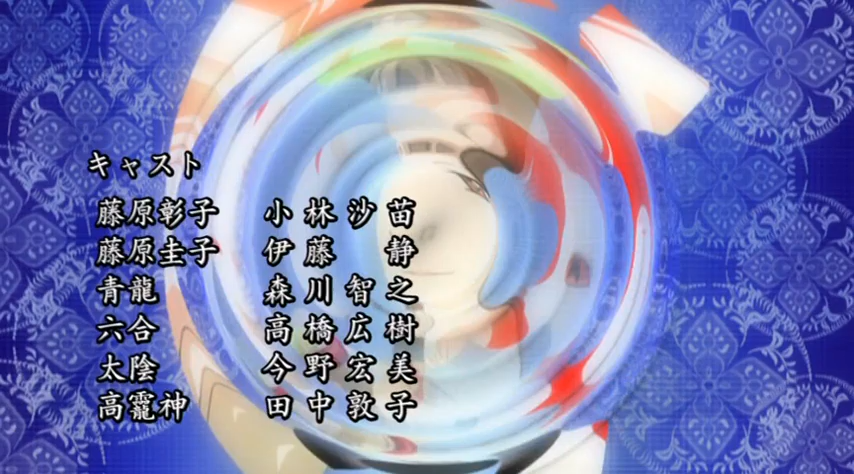 キャスト
藤原彰子 小林沙苗
藤原圭子 伊藤 静
青龍 森川智之
六合 高橋広樹
太陰 今野宏美
高龗神 田中敦子